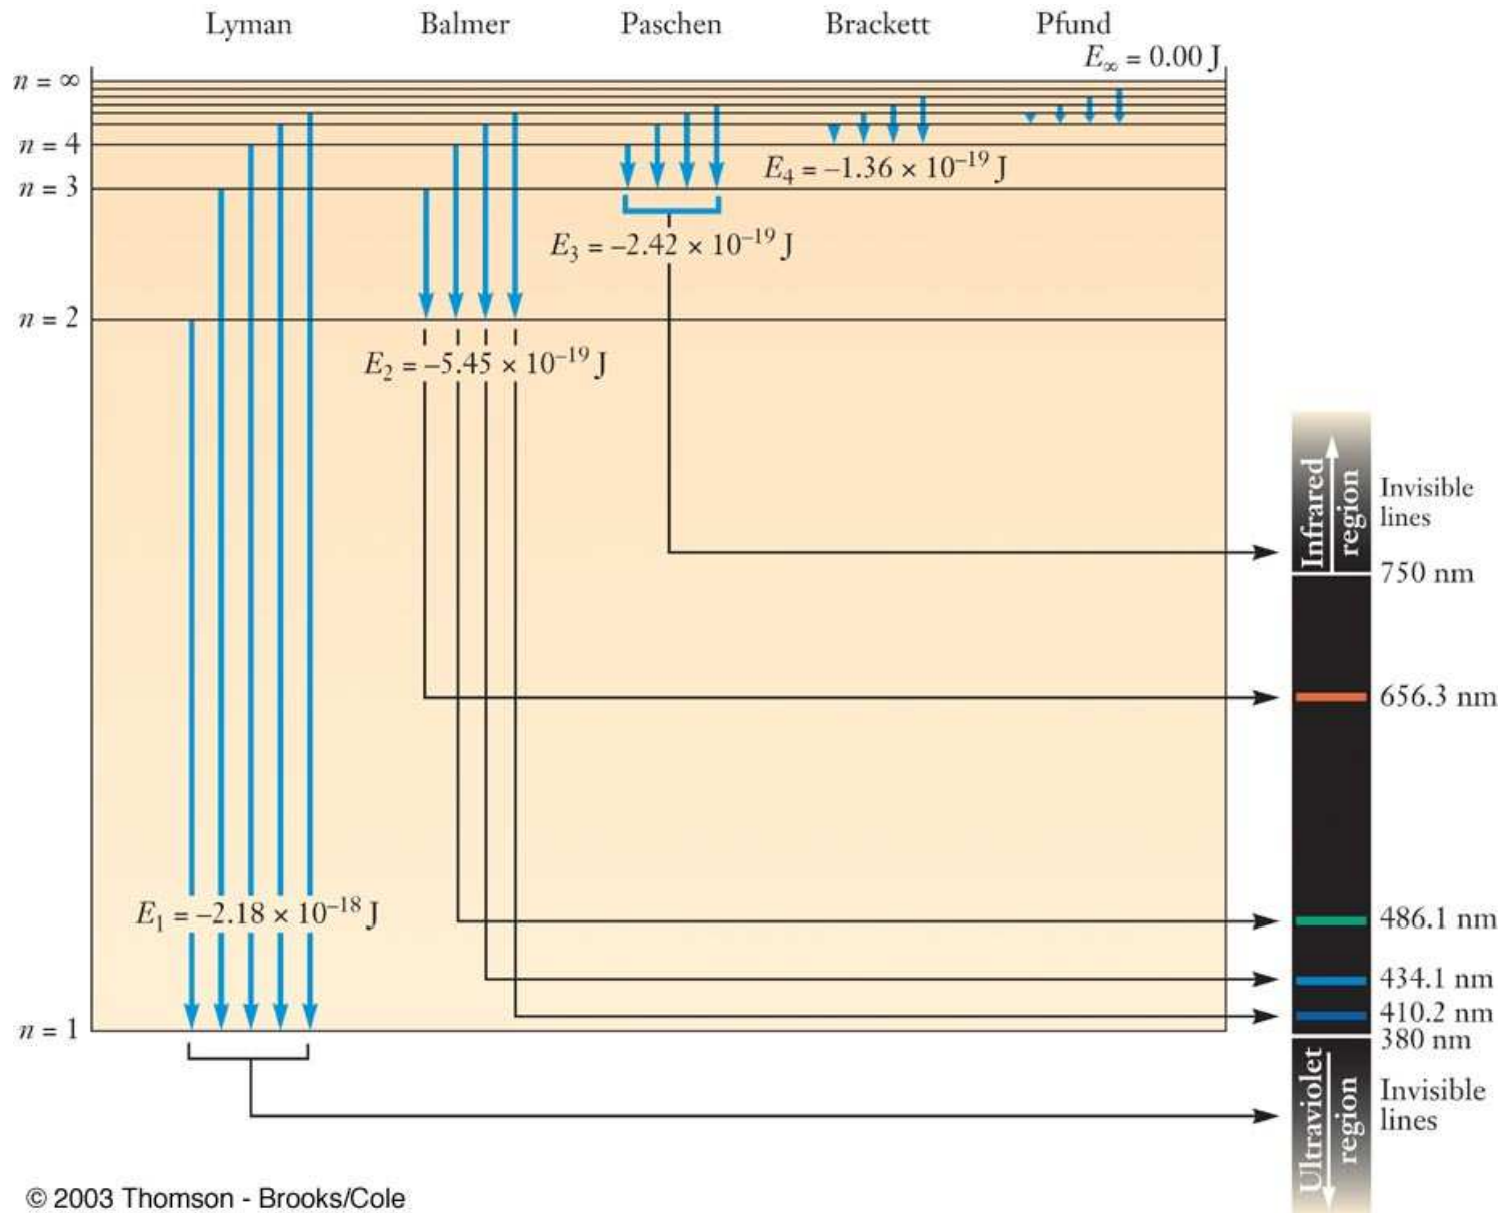 Lyman Balmer Paschen Brackett Pfund
E∞ = 0.00 J
n = ∞
n = 4
E4 = –1.36 × 10–19 J
n = 3
E3 = –2.42 × 10–19 J
n = 2
E2 = –5.45 × 10–19 J
Infrared
region
Invisible
lines
750 nm
656.3 nm
E1 = –2.18 × 10–18 J
486.1 nm
434.1 nm
410.2 nm
n = 1
380 nm
Ultraviolet
region
Invisible
lines
© 2003 Thomson - Brooks/Cole